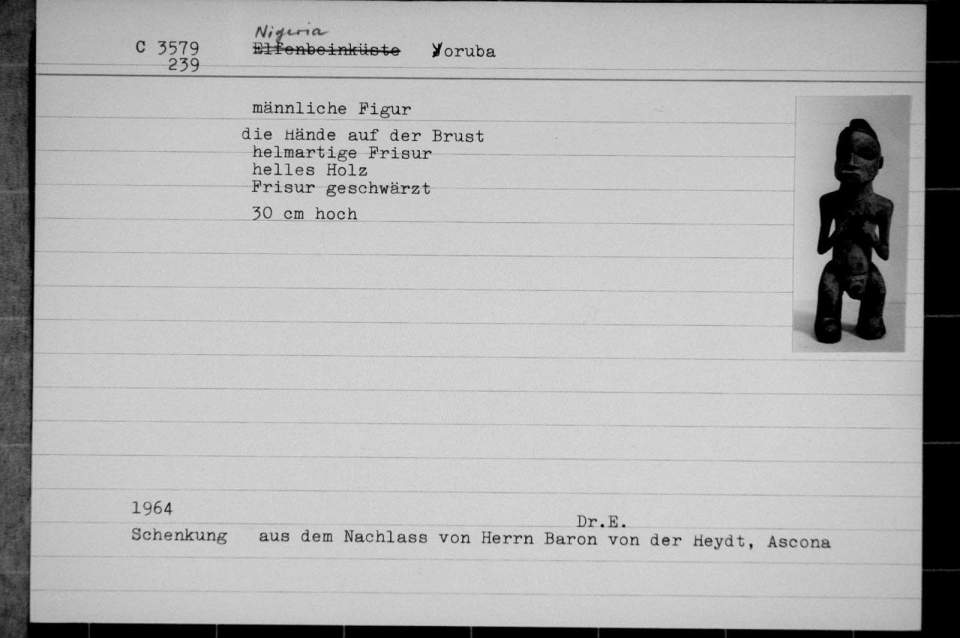 Nigeria
C 3579 Elfenbeinküste Yoruba
239
männliche Figur
die Hände auf der Brust
helmartige Frisur
helles Holz
Frisur geschwärzt
30 cm hoch
1964
Dr.E.
Schenkung aus dem Nachlass von Herrn Baron von der Heydt, Ascona